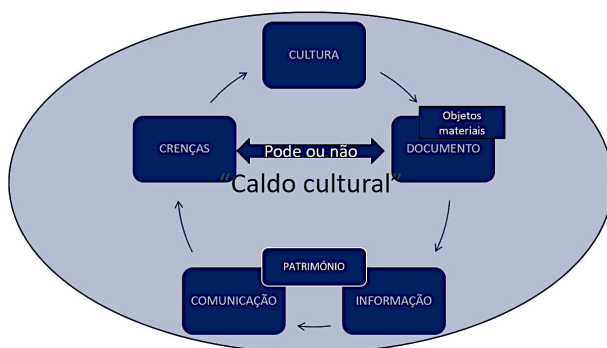 CULTURA
Objetos
materiais
CRENÇAS
Pode ou não
DOCUMENTO
“Caldo cultural”
PATRIMÓNIO
COMUNICAÇÃO
INFORMAÇÃO